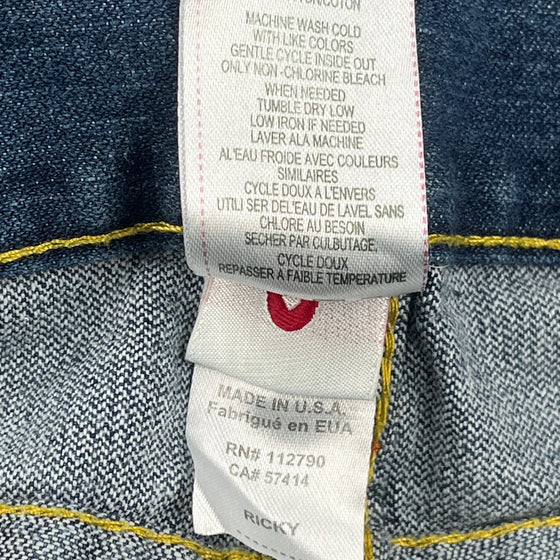 COTON
MACHINE WASH COLD
WITH LIKE COLORS
GENTLE CYCLE INSIDE OUT
ONLY NON-CHLORINE BLEACH
WHEN NEEDED
TUMBLE DRY LOW
LOW IRON IF NEEDED
LAVER ALA MACHINE
AL'EAU FROIDE AVEC COULEURS
SIMILAIRES
CYCLE DOUX A L'ENVERS
UTILI SER DEL'EAU DE LAVEL SANS
CHLORE AU BESOIN
SECHER PAR CULBUTAGE.
CYCLE DOUX
REPASSER A FAIBLE TEMPERATURE
MADE IN U.S.A.
Fabrigué en EUA
RN# 112790
CA# 57414
RICKY